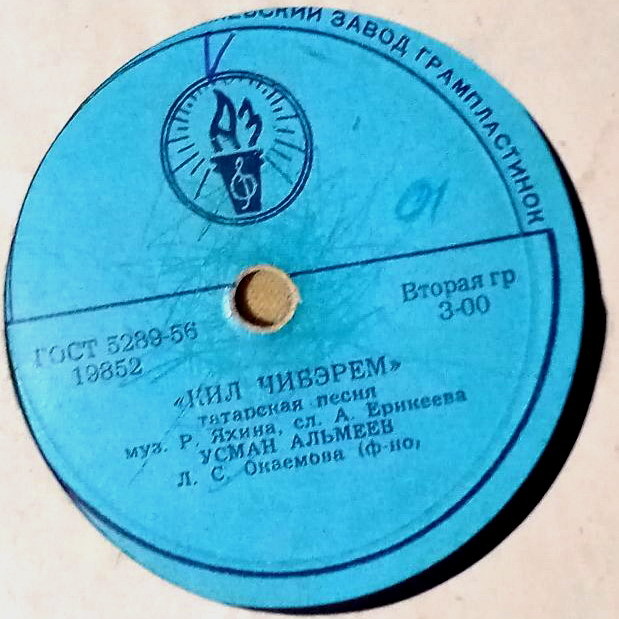 ЗАВОД ГРАМПЛАСТИНОК
АЗ
01
Вторая гр
3-00
ГОСТ 5289-56
19852
«КИЛ ЧИБЭРЕМ»
татарская песня
муз. Р. Яхина, сл. А. Ерикеева
УСМАН АЛЬМЕЕВ
Л. С. Окаемова (ф-но)